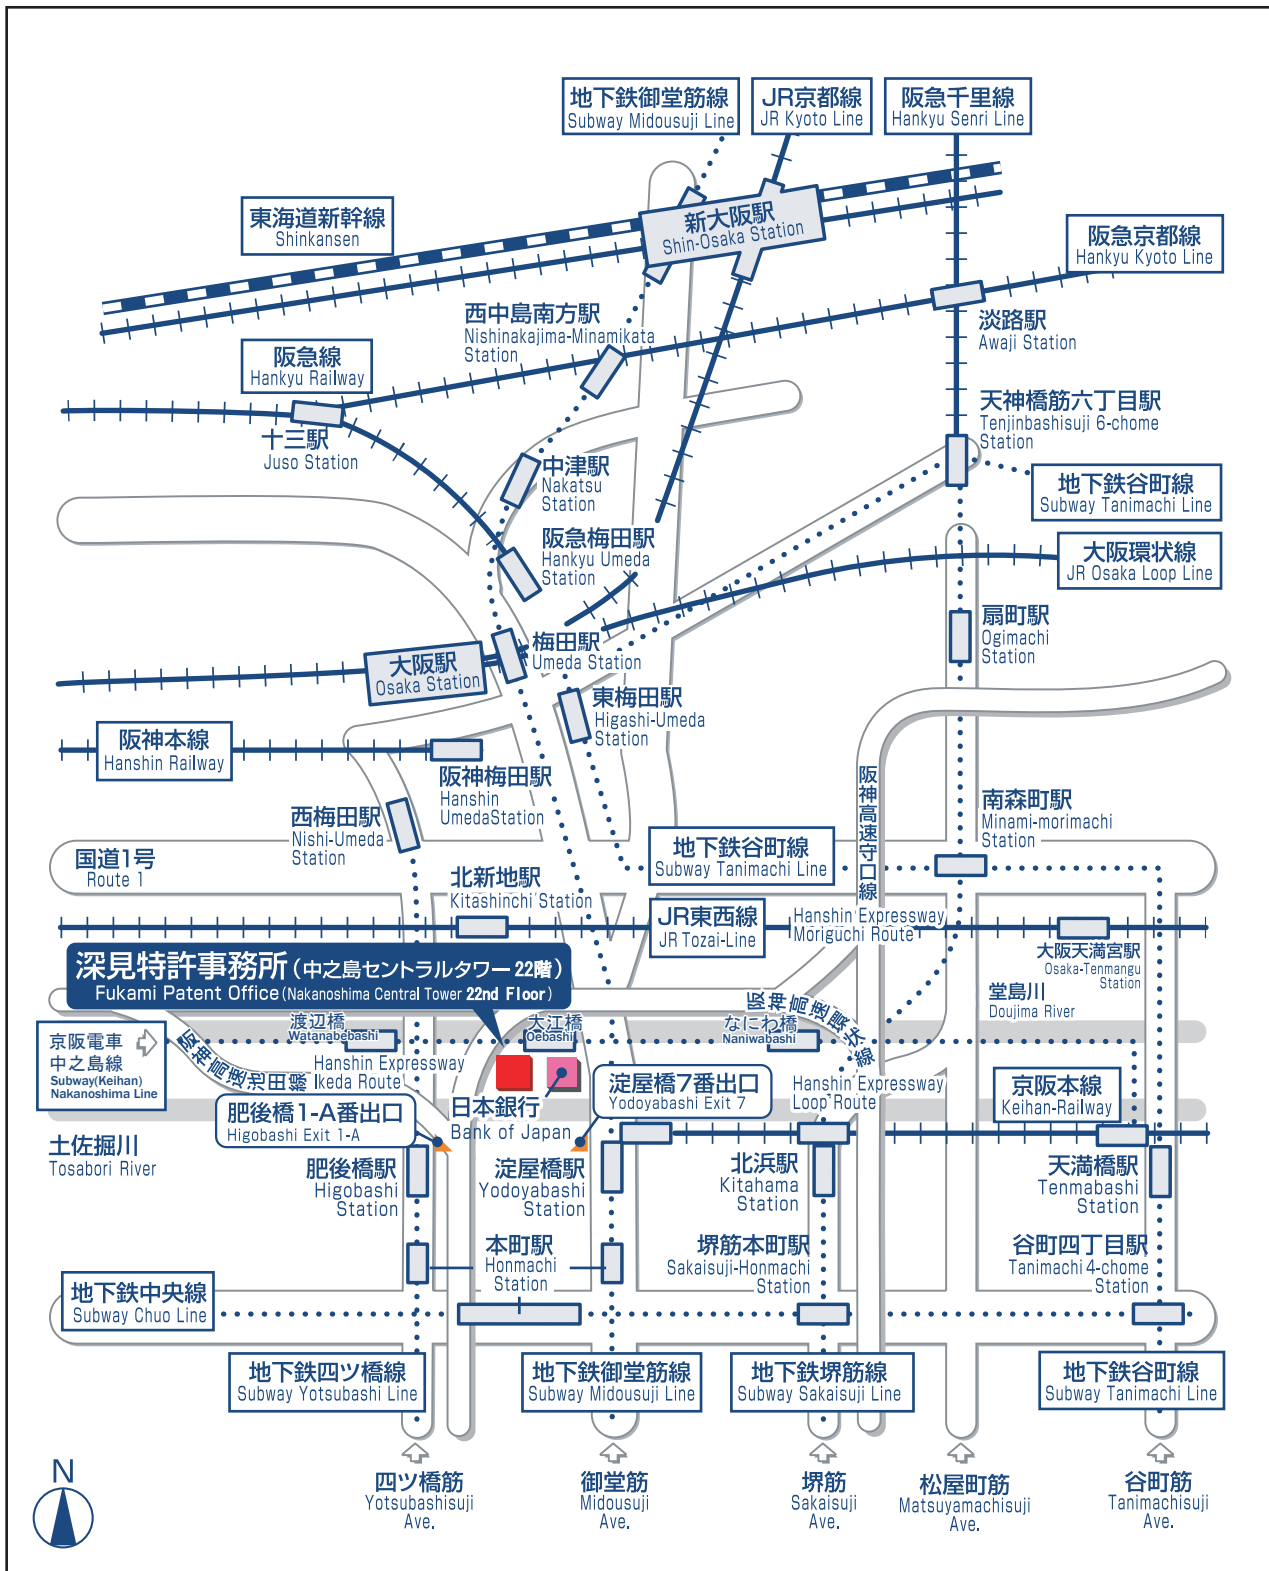 地下鉄御堂筋線
Subway Midousuji Line
JR京都線
JR Kyoto Line
阪急千里線
Hankyu Senri Line
東海道新幹線
Shinkansen
新大阪駅
Shin-Osaka Station
阪急京都線
Hankyu Kyoto Line
西中島南方駅
Nishinakajima-Minamikata
Station
淡路駅
Awaji Station
阪急線
Hankyu Railway
十三駅
Juso Station
天神橋筋六丁目駅
Tenjinbashisuji 6-chome
Station
中津駅
Nakatsu
Station
地下鉄谷町線
Subway Tanimachi Line
阪急梅田駅
Hankyu Umeda
Station
大阪環状線
JR Osaka Loop Line
扇町駅
Ogimachi
Station
梅田駅
Umeda Station
大阪駅
Osaka Station
東梅田駅
Higashi-Umeda
Station
阪神本線
Hanshin Railway
阪神梅田駅
Hanshin
UmedaStation
阪神高速守口線
南森町駅
Minami-morimachi
Station
西梅田駅
Nishi-Umeda
Station
国道1号
Route 1
地下鉄谷町線
Subway Tanimachi Line
北新地駅
Kitashinchi Station
JR東西線
JR Tozai-Line
Hanshin Expressway
Moriguchi Route
大阪天満宮駅
Osaka-Tenmangu
Station
深見特許事務所(中之島セントラルタワー 22階)
Fukami Patent Office(Nakanoshima Central Tower 22nd Floor)
堂島川
Doujima River
阪神高速環状線
渡辺橋
Watanabebashi
大江橋
Oebashi
なにわ橋
Naniwabashi
京阪電車
中之島線
Subway(Keihan)
Nakanoshima Line
阪神高速池田線
Hanshin Expressway
Ikeda Route
淀屋橋7番出口
Yodoyabashi Exit 7
Hanshin Expressway
Loop Route
京阪本線
Keihan-Railway
肥後橋1-A番出口
Higobashi Exit 1-A
日本銀行
Bank of Japan
土佐掘川
Tosabori River
肥後橋駅
Higobashi
Station
淀屋橋駅
Yodoyabashi
Station
北浜駅
Kitahama
Station
天満橋駅
Tenmabashi
Station
本町駅
Honmachi
Station
堺筋本町駅
Sakaisuji-Honmachi
Station
谷町四丁目駅
Tanimachi 4-chome
Station
地下鉄中央線
Subway Chuo Line
地下鉄四ツ橋線
Subway Yotsubashi Line
地下鉄御堂筋線
Subway Midousuji Line
地下鉄堺筋線
Subway Sakaisuji Line
地下鉄谷町線
Subway Tanimachi Line
N
四ツ橋筋
Yotsubashisuji
Ave.
御堂筋
Midousuji
Ave.
堺筋
Sakaisuji
Ave.
松屋町筋
Matsuyamachisuji
Ave.
谷町筋
Tanimachisuji
Ave.